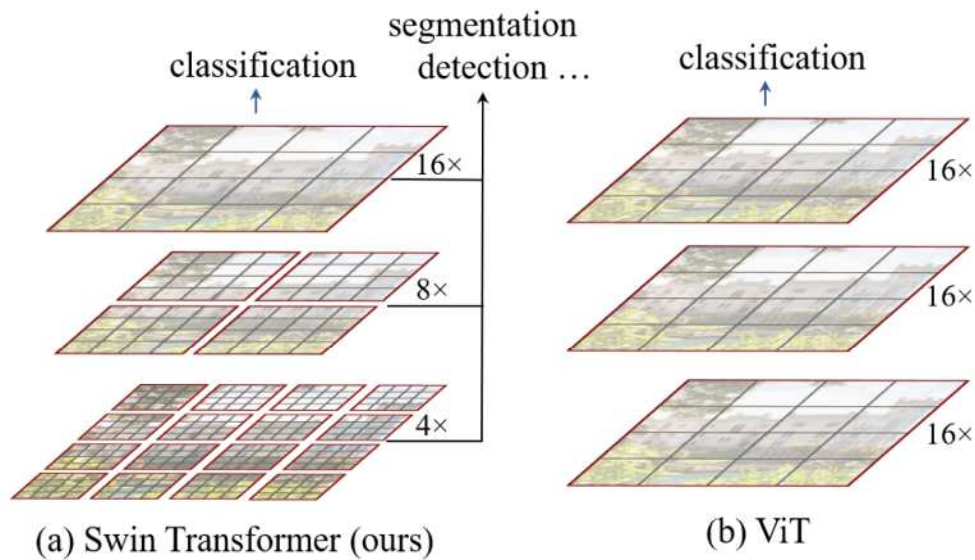 segmentation
classification
detection ...
classification
16×
8×
4×
16×
16×
16×
(a) Swin Transformer (ours)
(b) ViT